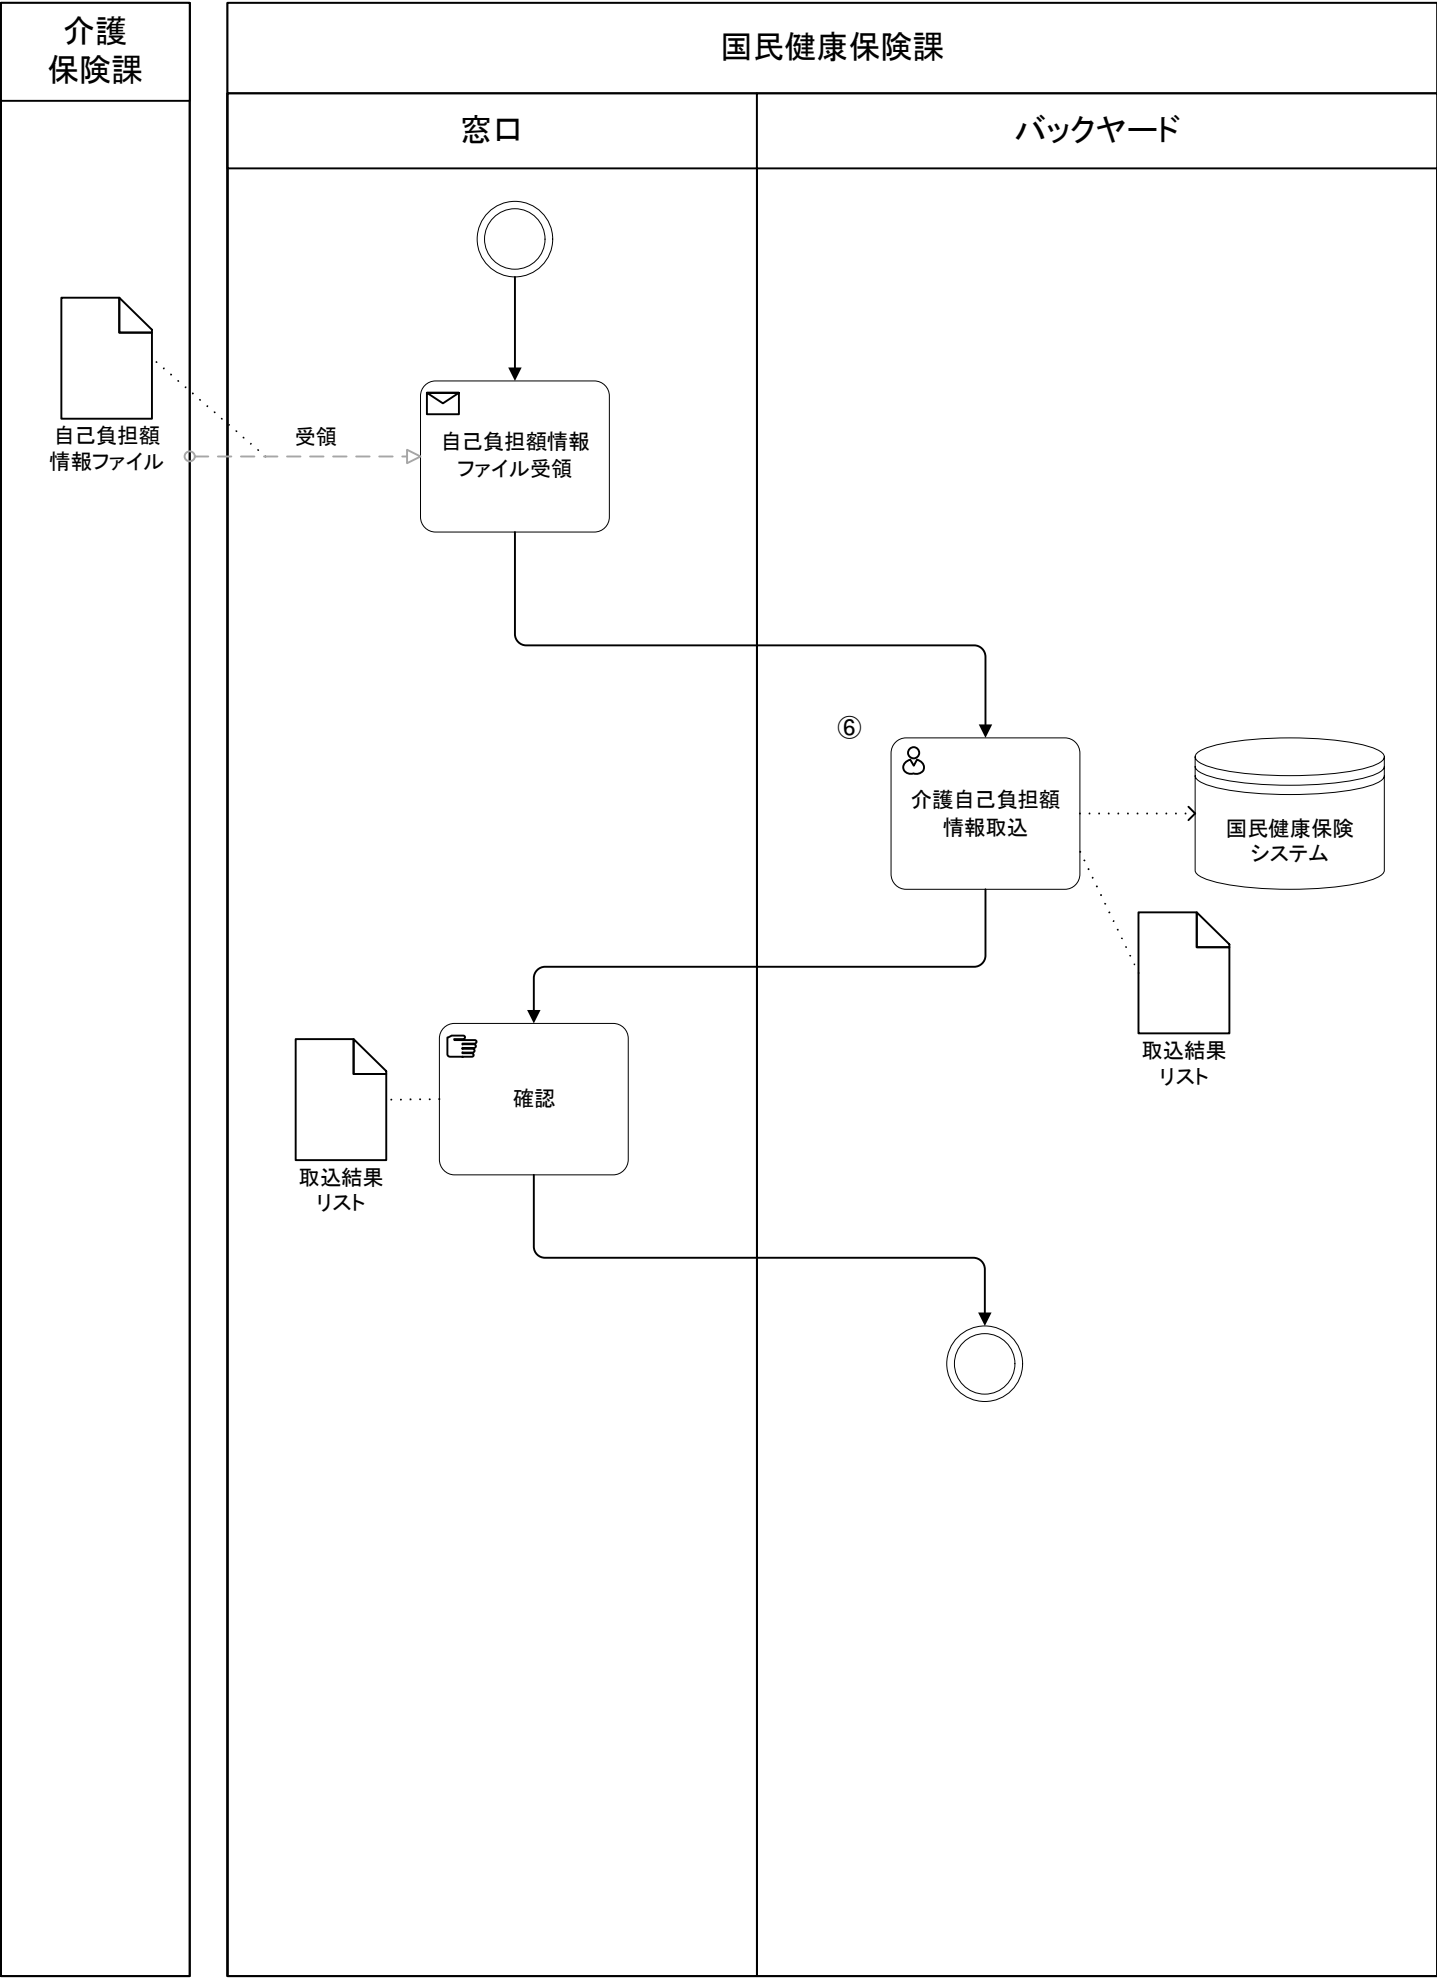 介護
保険課
国民健康保険課
窓口
バックヤード
自己負担額
情報ファイル
受領
自己負担額情報
ファイル受領
⑥
介護自己負担額
情報取込
国民健康保険
システム
取込結果
リスト
確認
取込結果
リスト